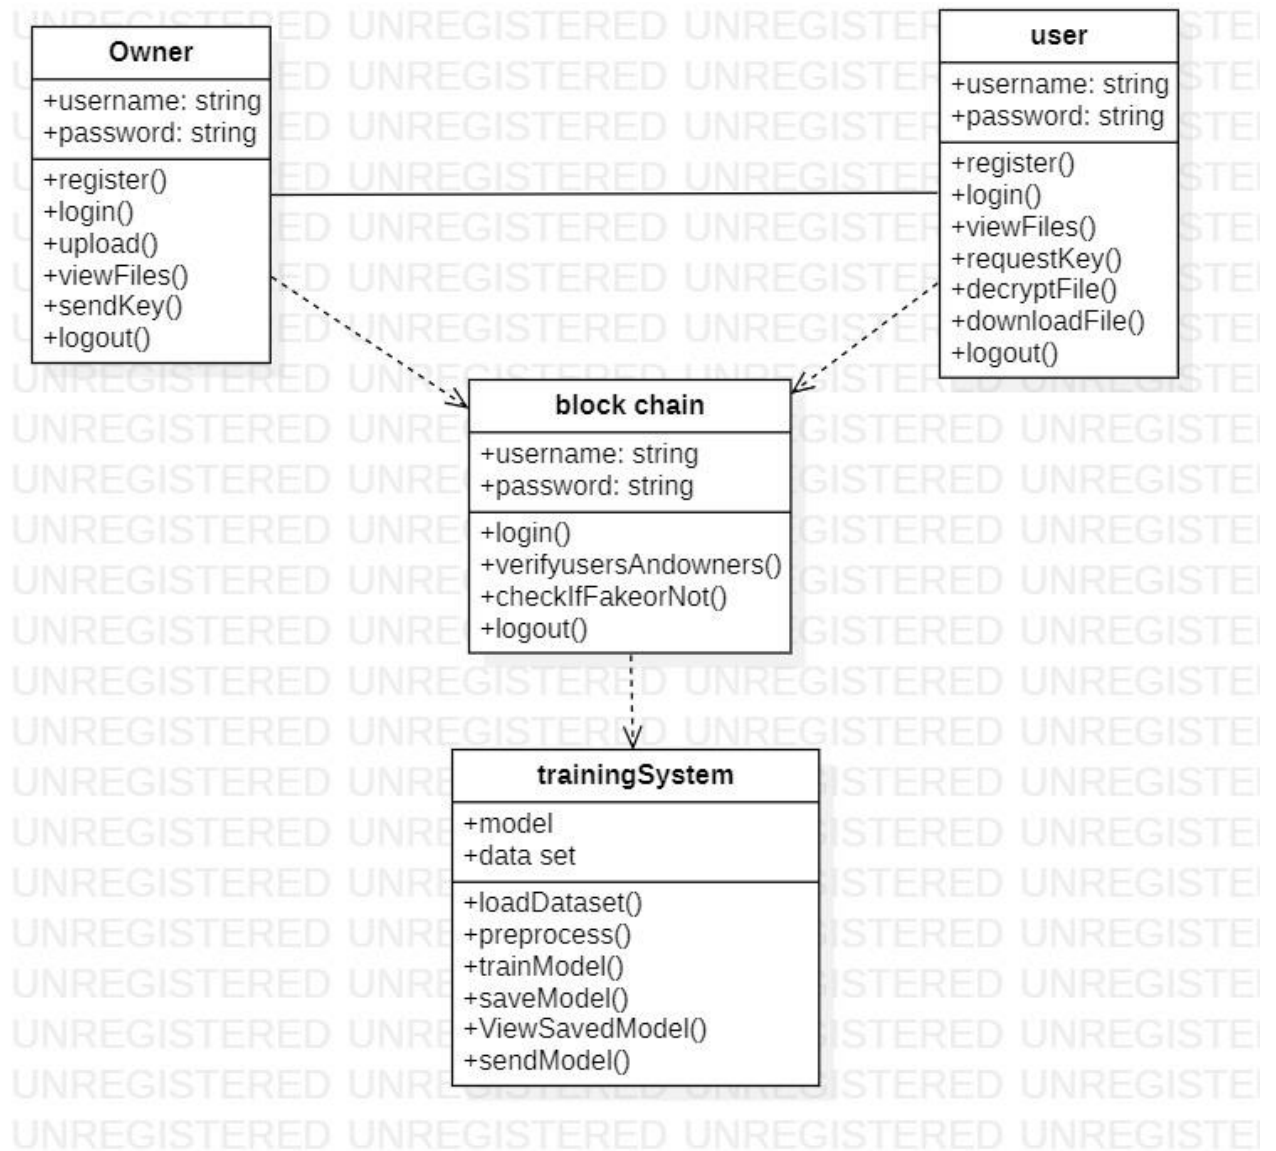 Owner
+username: string
+password: string
+register()
+login()
+upload()
+viewFiles()
+sendKey()
+logout()
user
+username: string
+password: string
+register()
+login()
+viewFiles()
+requestKey()
+decryptFile()
+downloadFile()
+logout()
block chain
+username: string
+password: string
+login()
+verifyusersAndowners()
+checkIfFakeorNot()
+logout()
trainingSystem
+model
+data set
+loadDataset()
+preprocess()
+trainModel()
+saveModel()
+ViewSavedModel()
+sendModel()
UNREGISTERED